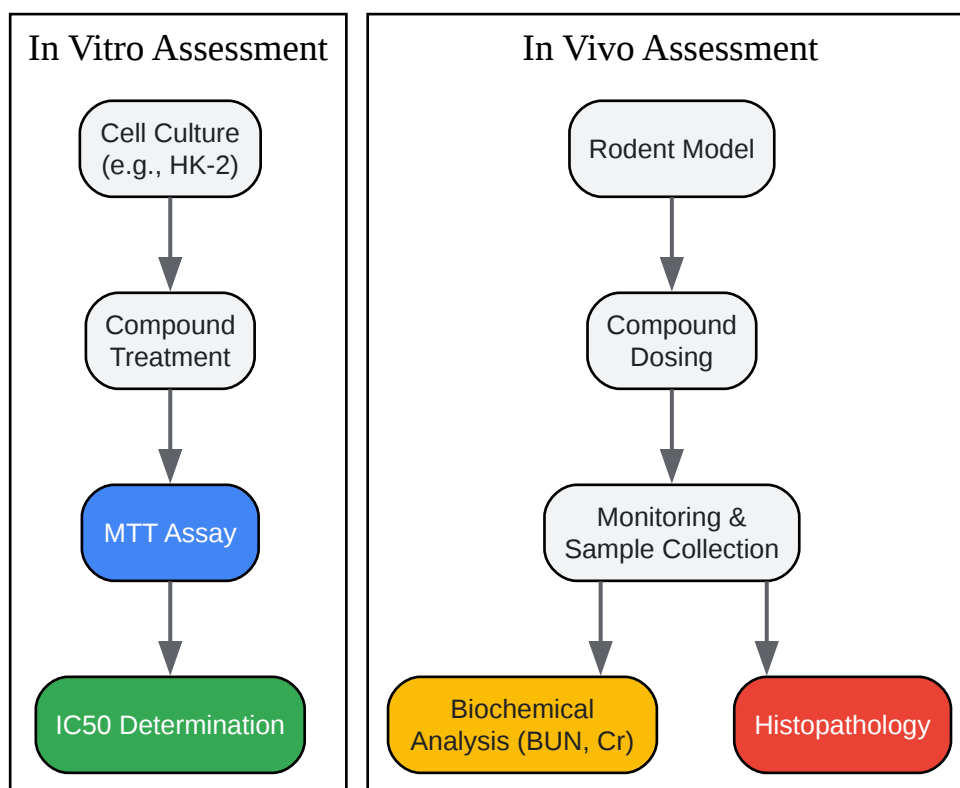 In Vitro Assessment
Cell Culture
(e.g., HK-2)
Compound
Treatment
MTT Assay
IC50 Determination
In Vivo Assessment
Rodent Model
Compound
Dosing
Monitoring &
Sample Collection
Biochemical
Analysis (BUN, Cr)
Histopathology